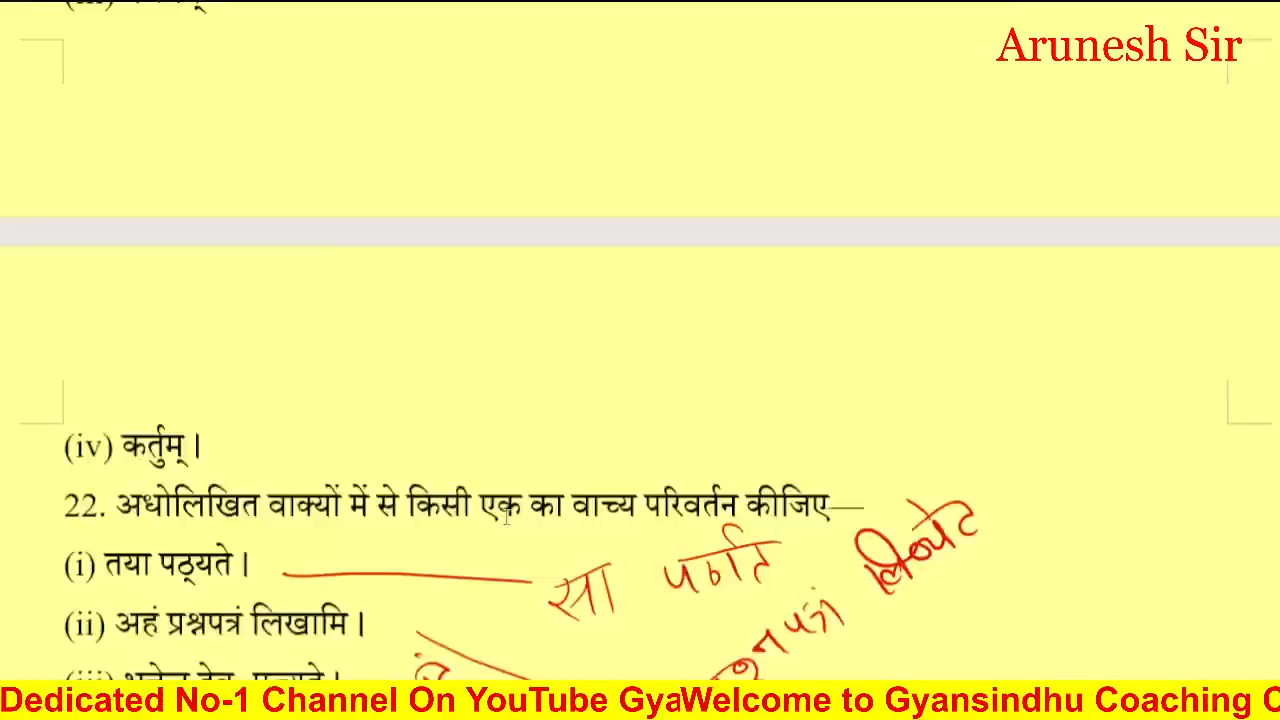 Arunesh Sir
(iv) कर्तुम् ।
22. अधोलिखित वाक्यों में से किसी एक का वाच्य परिवर्तन कीजिए—
(i) तया पठ्यते ।
सा पठति
(ii) अहं प्रश्नपत्रं लिखामि ।
Dedicated No-1 Channel On YouTube GyaWelcome to Gyansindhu Coaching C